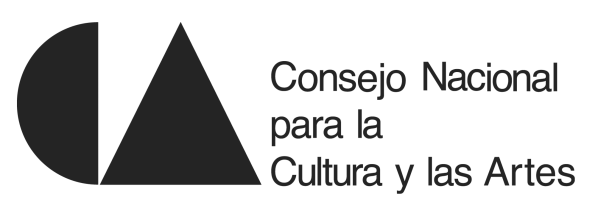 Consejo Nacional
para la
Cultura y las Artes